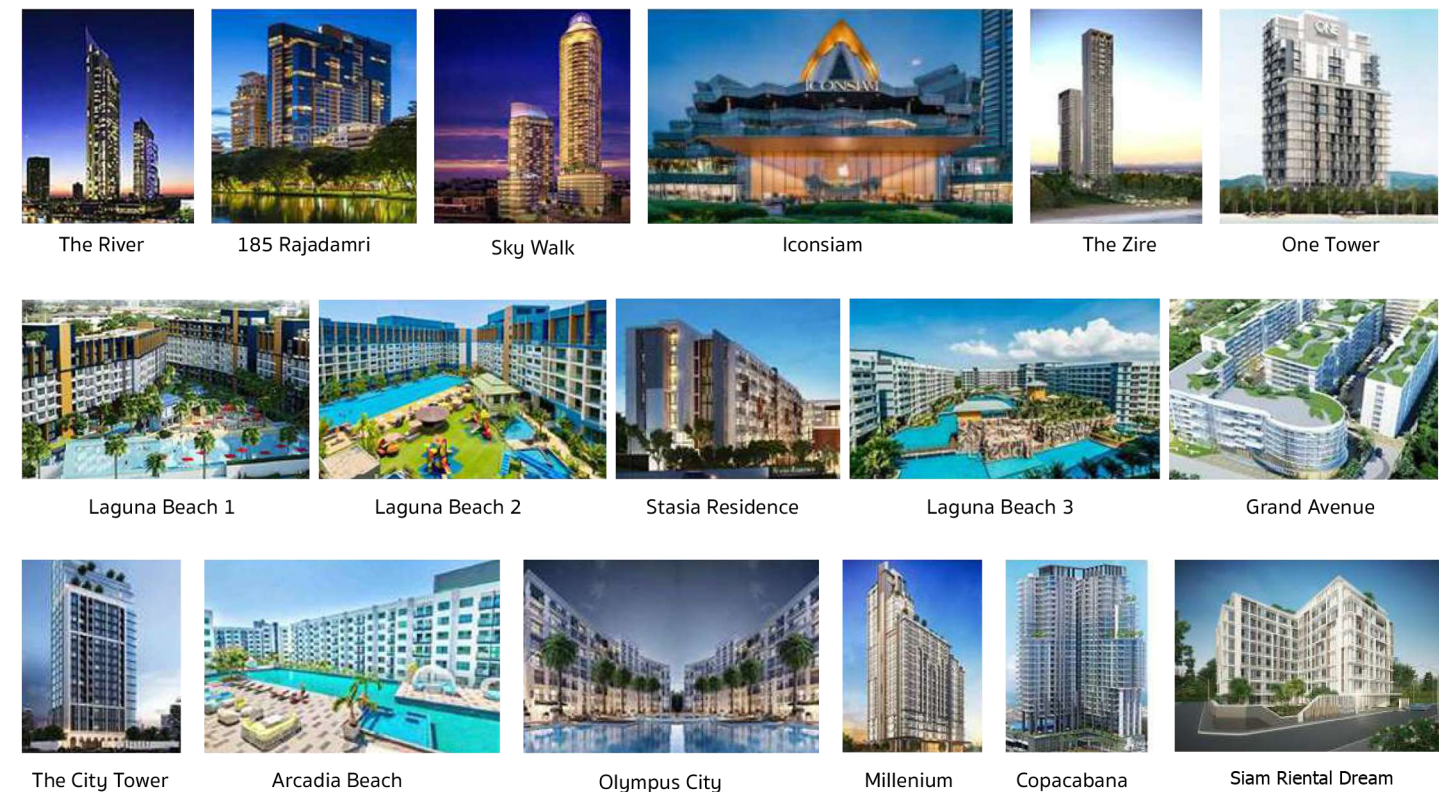 ONE
ICONSIAM
The River
185 Rajadamri
Sky Walk
Iconsiam
The Zire
One Tower
Laguna Beach 1
Laguna Beach 2
Stasia Residence
Laguna Beach 3
Grand Avenue
The City Tower
Arcadia Beach
Olympus City
Millenium
Copacabana
Siam Riental Dream